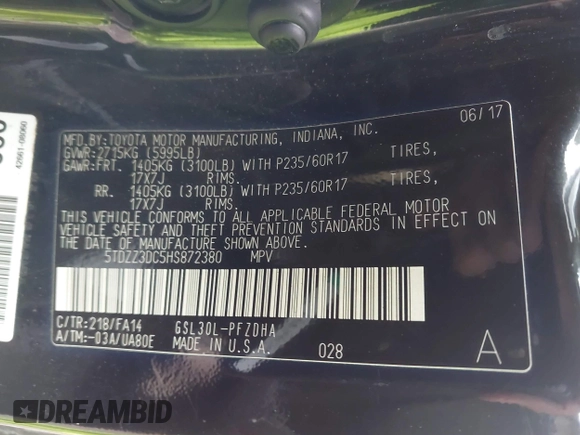 42661-08060
06/17
MFD.BY:TOYOTA MOTOR MANUFACTURING, INDIANA, INC.
GVWR:2715KG (5995LB)
GAWR:FRT. 1405KG (3100LB) WITH P235/60R17 TIRES,
17X7J RIMS.
RR. 1405KG (3100LB) WITH P235/60R17 TIRES,
17X7J RIMS.
THIS VEHICLE CONFORMS TO ALL APPLICABLE FEDERAL MOTOR
VEHICLE SAFETY AND THEFT PREVENTION STANDARDS IN EFFECT
ON THE DATE OF MANUFACTURE SHOWN ABOVE.
5TDZZ3DC5HS872380 MPV
C/TR:218/FA14 GSL30L-PFZDHA
A/TM:-03A/UA80E MADE IN U.S.A. 028 A
DREAMBID